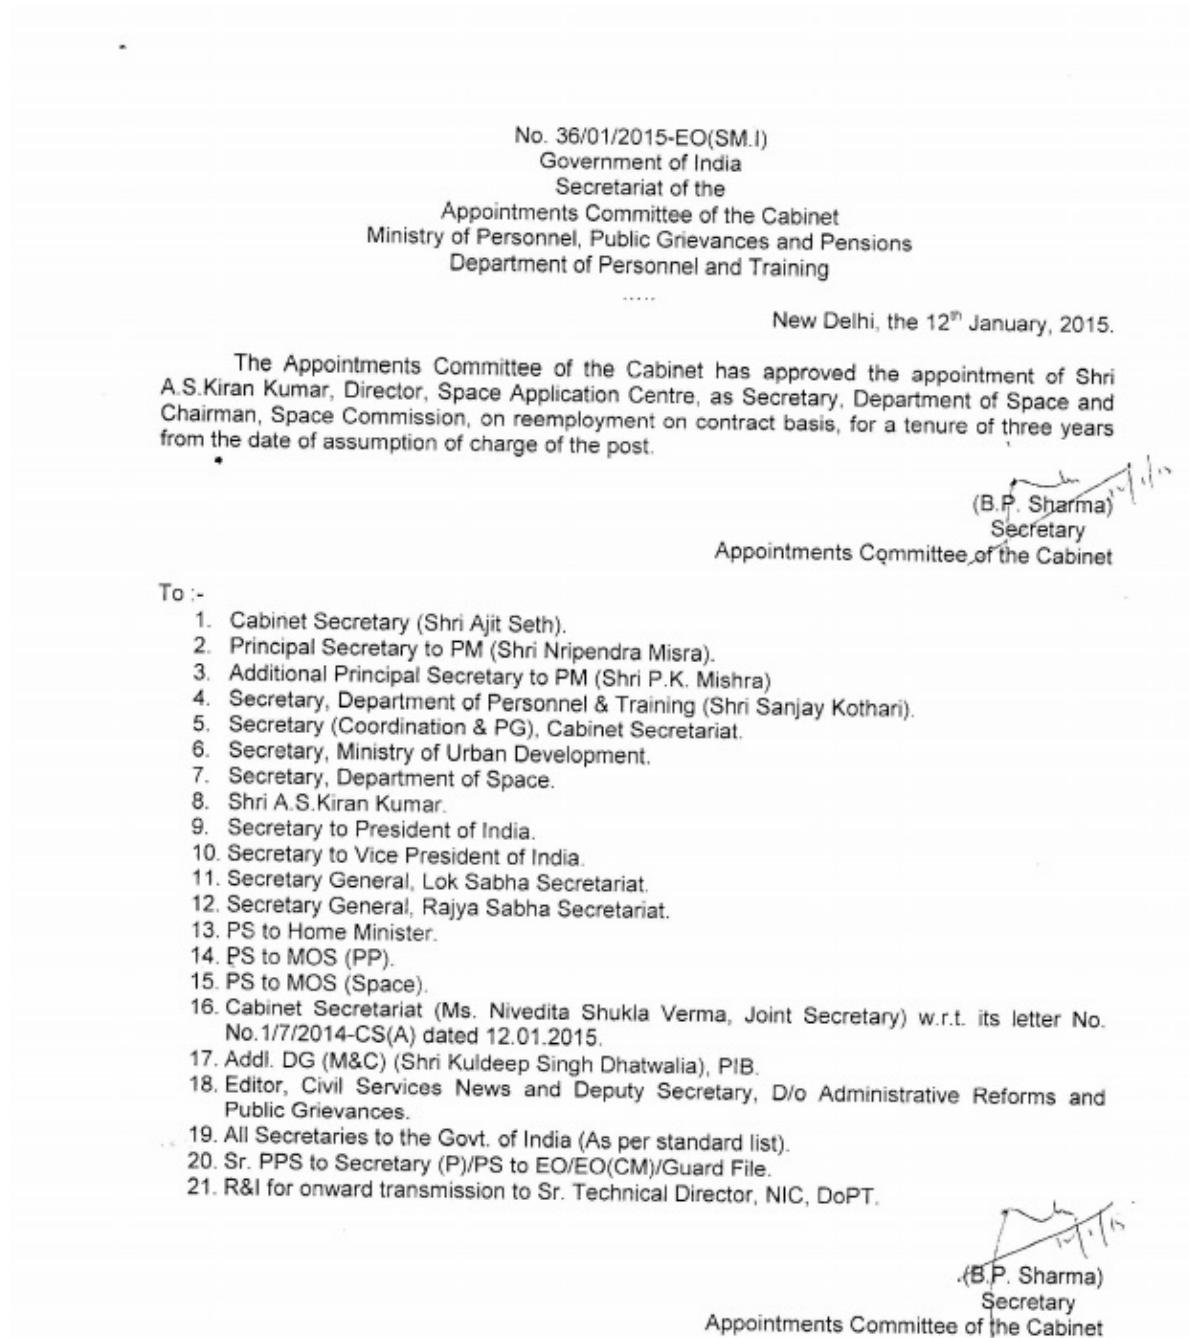 No. 36/01/2015-EO(SM.I)
Government of India
Secretariat of the
Appointments Committee of the Cabinet
Ministry of Personnel, Public Grievances and Pensions
Department of Personnel and Training
.....
New Delhi, the 12th January, 2015.
The Appointments Committee of the Cabinet has approved the appointment of Shri
A.S.Kiran Kumar, Director, Space Application Centre, as Secretary, Department of Space and
Chairman, Space Commission, on reemployment on contract basis, for a tenure of three years
from the date of assumption of charge of the post.
12/1/15
(B.P. Sharma)
Secretary
Appointments Committee of the Cabinet
To :-
1. Cabinet Secretary (Shri Ajit Seth).
2. Principal Secretary to PM (Shri Nripendra Misra).
3. Additional Principal Secretary to PM (Shri P.K. Mishra)
4. Secretary, Department of Personnel & Training (Shri Sanjay Kothari).
5. Secretary (Coordination & PG), Cabinet Secretariat.
6. Secretary, Ministry of Urban Development.
7. Secretary, Department of Space.
8. Shri A.S.Kiran Kumar.
9. Secretary to President of India.
10. Secretary to Vice President of India.
11. Secretary General, Lok Sabha Secretariat.
12. Secretary General, Rajya Sabha Secretariat.
13. PS to Home Minister.
14. PS to MOS (PP).
15. PS to MOS (Space).
16. Cabinet Secretariat (Ms. Nivedita Shukla Verma, Joint Secretary) w.r.t. its letter No.
No.1/7/2014-CS(A) dated 12.01.2015.
17. Addl. DG (M&C) (Shri Kuldeep Singh Dhatwalia), PIB.
18. Editor, Civil Services News and Deputy Secretary, D/o Administrative Reforms and
Public Grievances.
19. All Secretaries to the Govt. of India (As per standard list).
20. Sr. PPS to Secretary (P)/PS to EO/EO(CM)/Guard File.
21. R&I for onward transmission to Sr. Technical Director, NIC, DoPT.
12/1/15
(B.P. Sharma)
Secretary
Appointments Committee of the Cabinet